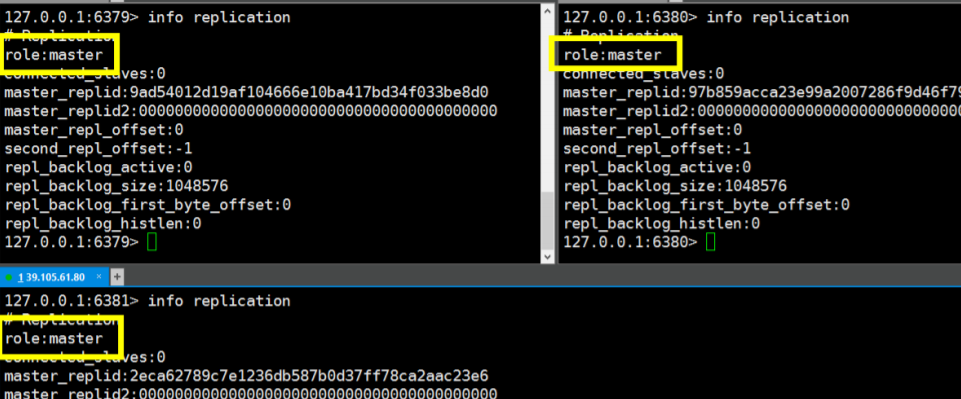 127.0.0.1:6379> info replication
# Replication
role:master
connected_slaves:0
master_replid:9ad54012d19af104666e10ba417bd34f033be8d0
master_replid2:0000000000000000000000000000000000000000
master_repl_offset:0
second_repl_offset:-1
repl_backlog_active:0
repl_backlog_size:1048576
repl_backlog_first_byte_offset:0
repl_backlog_histlen:0
127.0.0.1:6379>
127.0.0.1:6380> info replication
# Replication
role:master
connected_slaves:0
master_replid:97b859acca23e99a2007286f9d46f79
master_replid2:0000000000000000000000000
master_repl_offset:0
second_repl_offset:-1
repl_backlog_active:0
repl_backlog_size:1048576
repl_backlog_first_byte_offset:0
repl_backlog_histlen:0
127.0.0.1:6380>
1 39.105.61.80 × +
127.0.0.1:6381> info replication
# Replication
role:master
connected_slaves:0
master_replid:2eca62789c7e1236db587b0d37ff78ca2aac23e6
master_replid2:0000000000000000000000000000000000000000